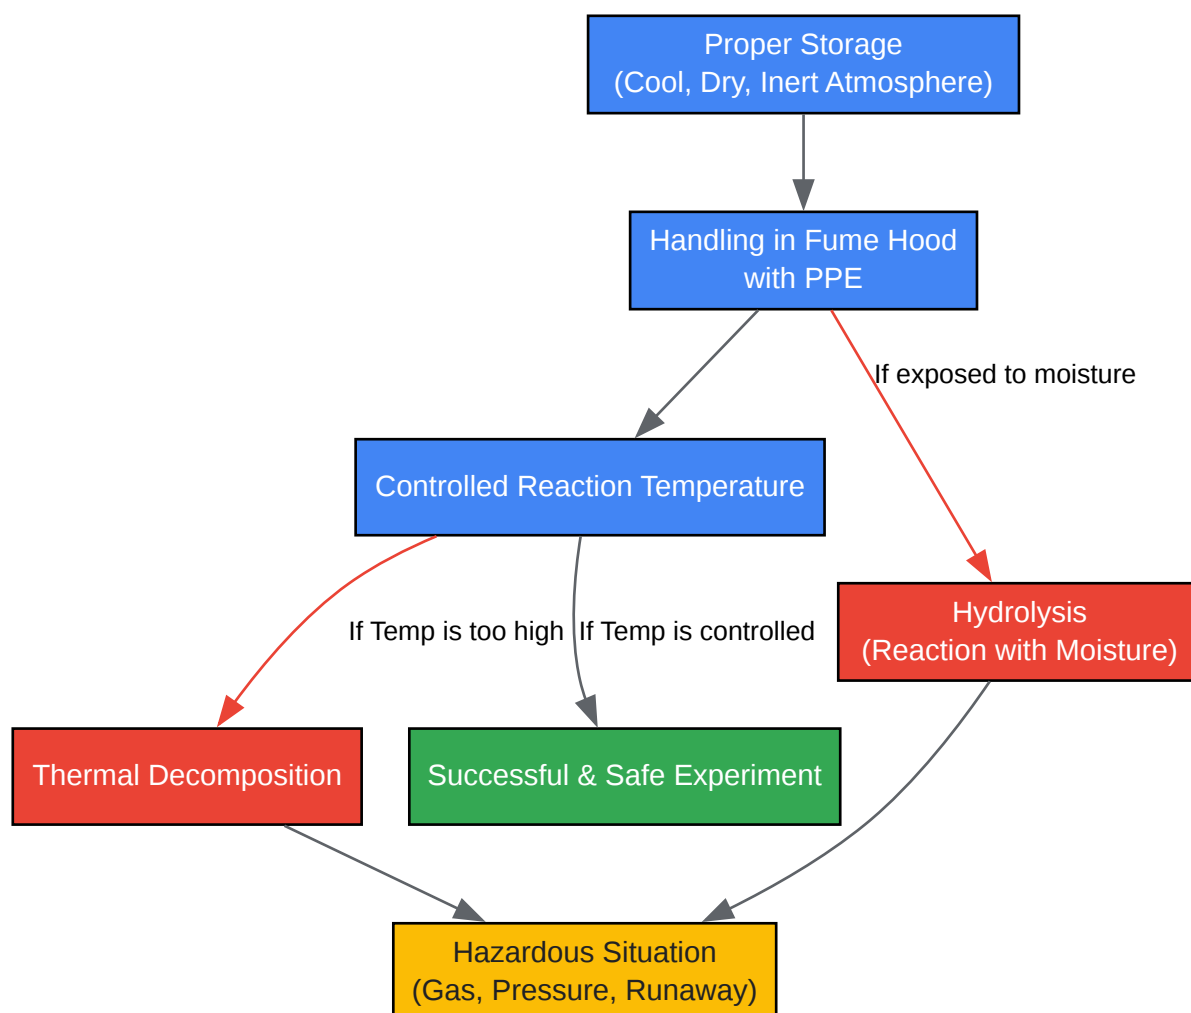 Proper Storage
(Cool, Dry, Inert Atmosphere)
Handling in Fume Hood
with PPE
If exposed to moisture
Controlled Reaction Temperature
If Temp is too high
If Temp is controlled
Hydrolysis
(Reaction with Moisture)
Thermal Decomposition
Successful & Safe Experiment
Hazardous Situation
(Gas, Pressure, Runaway)